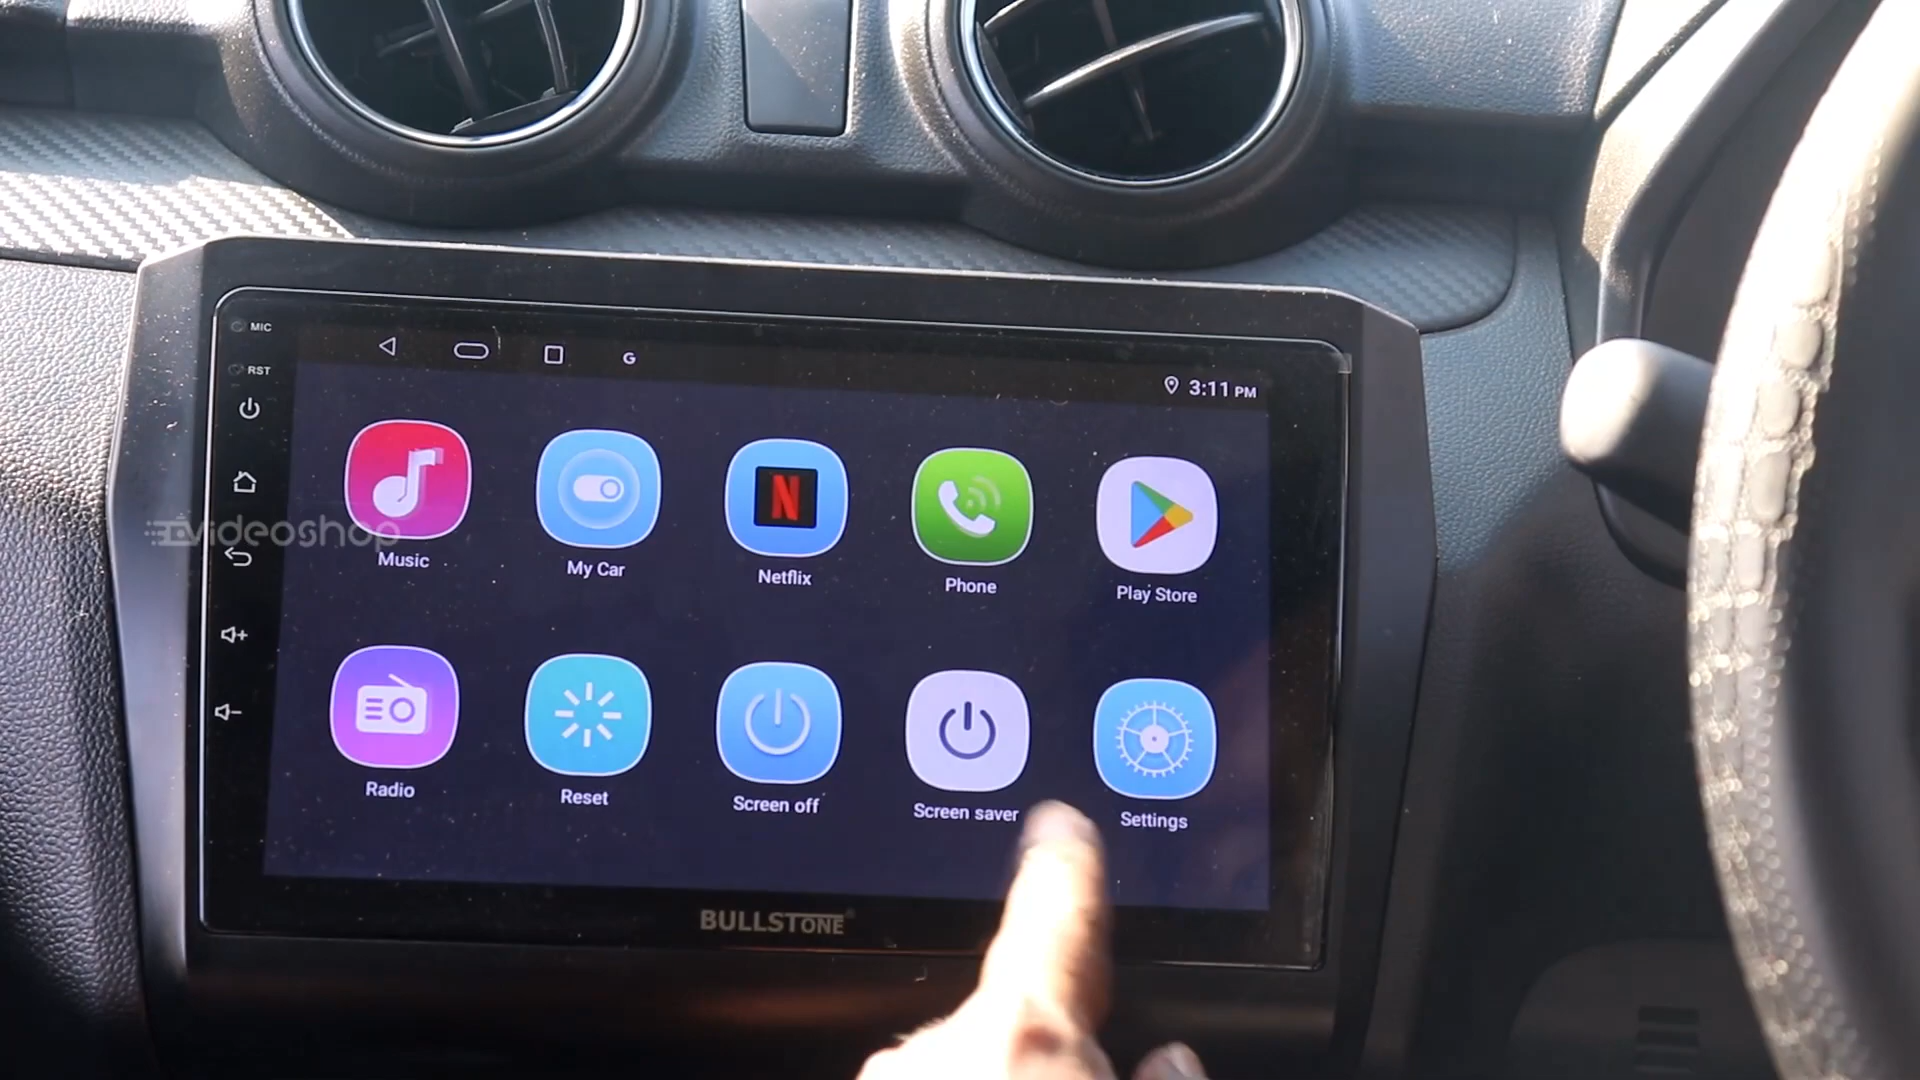 MIC
RST
G
3:11 PM
videoshop
Music
My Car
N
Netflix
Phone
Play Store
Radio
Reset
Screen off
Screen saver
Settings
BULLSTONE